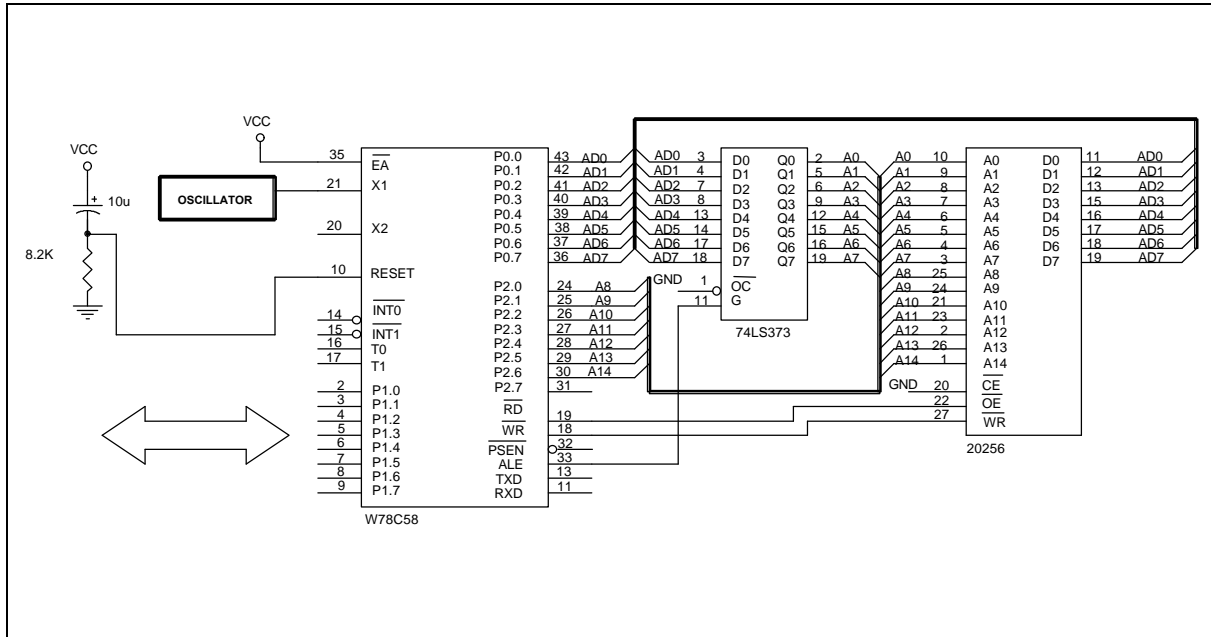 VCC
10u
8.2K
VCC
OSCILLATOR
35 EA
21 X1
20 X2
10 RESET
14 INT0
15 INT1
16 T0
17 T1
2 P1.0
3 P1.1
4 P1.2
5 P1.3
6 P1.4
7 P1.5
8 P1.6
9 P1.7
P0.0 43 AD0
P0.1 42 AD1
P0.2 41 AD2
P0.3 40 AD3
P0.4 39 AD4
P0.5 38 AD5
P0.6 37 AD6
P0.7 36 AD7
P2.0 24 A8
P2.1 25 A9
P2.2 26 A10
P2.3 27 A11
P2.4 28 A12
P2.5 29 A13
P2.6 30 A14
P2.7 31
RD 19
WR 18
PSEN 32
ALE 33
TXD 13
RXD 11
W78C58
AD0 3 D0 Q0 2 A0
AD1 4 D1 Q1 5 A1
AD2 7 D2 Q2 6 A2
AD3 8 D3 Q3 9 A3
AD4 13 D4 Q4 12 A4
AD5 14 D5 Q5 15 A5
AD6 17 D6 Q6 16 A6
AD7 18 D7 Q7 19 A7
GND 1 OC
11 G
74LS373
A0 10 A0 D0 11 AD0
A1 9 A1 D1 12 AD1
A2 8 A2 D2 13 AD2
A3 7 A3 D3 15 AD3
A4 6 A4 D4 16 AD4
A5 5 A5 D5 17 AD5
A6 4 A6 D6 18 AD6
A7 3 A7 D7 19 AD7
A8 25 A8
A9 24 A9
A10 21 A10
A11 23 A11
A12 2 A12
A13 26 A13
A14 1 A14
GND 20 CE
22 OE
27 WR
20256